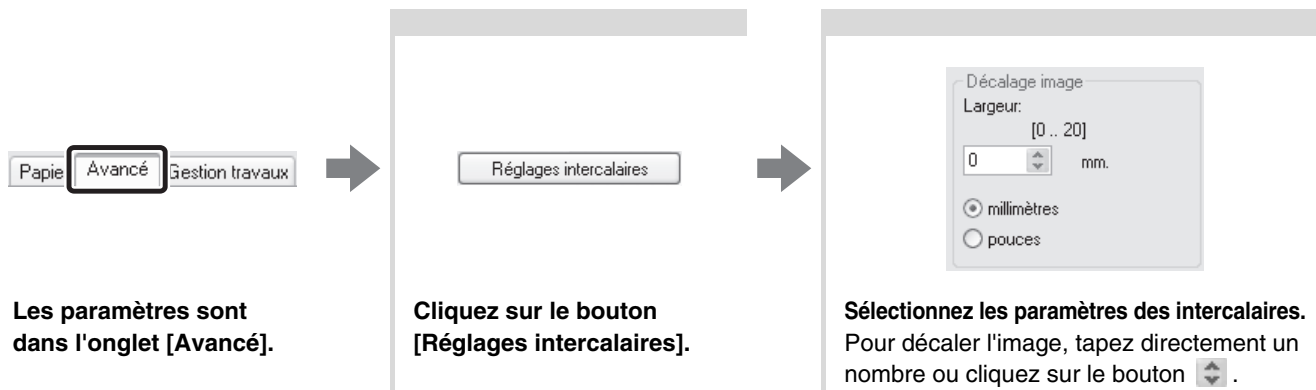 Papie
Avancé
Gestion travaux
Les paramètres sont
dans l'onglet [Avancé].
Réglages intercalaires
Cliquez sur le bouton
[Réglages intercalaires].
Décalage image
Largeur:
[0 .. 20]
0 mm.
millimètres
pouces
Sélectionnez les paramètres des intercalaires.
Pour décaler l'image, tapez directement un
nombre ou cliquez sur le bouton .